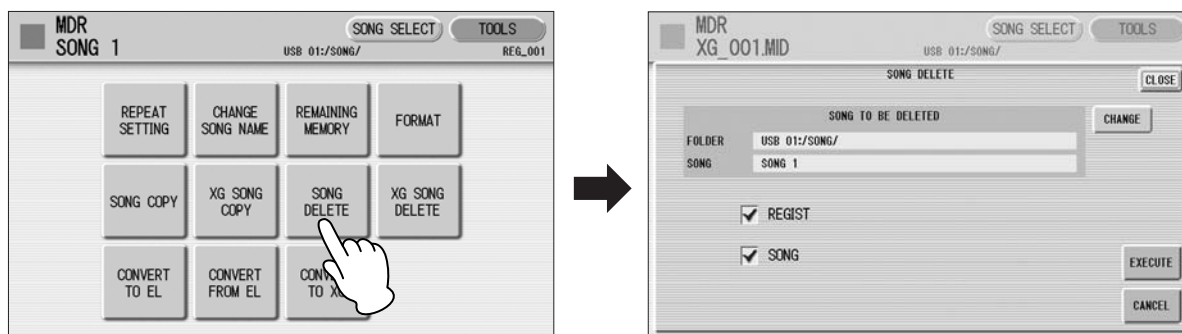 MDR
SONG 1
SONG SELECT
TOOLS
USB 01:/SONG/
REG_001
REPEAT
SETTING
CHANGE
SONG NAME
REMAINING
MEMORY
FORMAT
SONG COPY
XG SONG
COPY
SONG
DELETE
XG SONG
DELETE
CONVERT
TO EL
CONVERT
FROM EL
TO
MDR
XG_001.MID
SONG SELECT
TOOLS
USB 01:/SONG/
SONG DELETE
CLOSE
SONG TO BE DELETED
CHANGE
FOLDER USB 01:/SONG/
SONG SONG 1
REGIST
SONG
EXECUTE
CANCEL